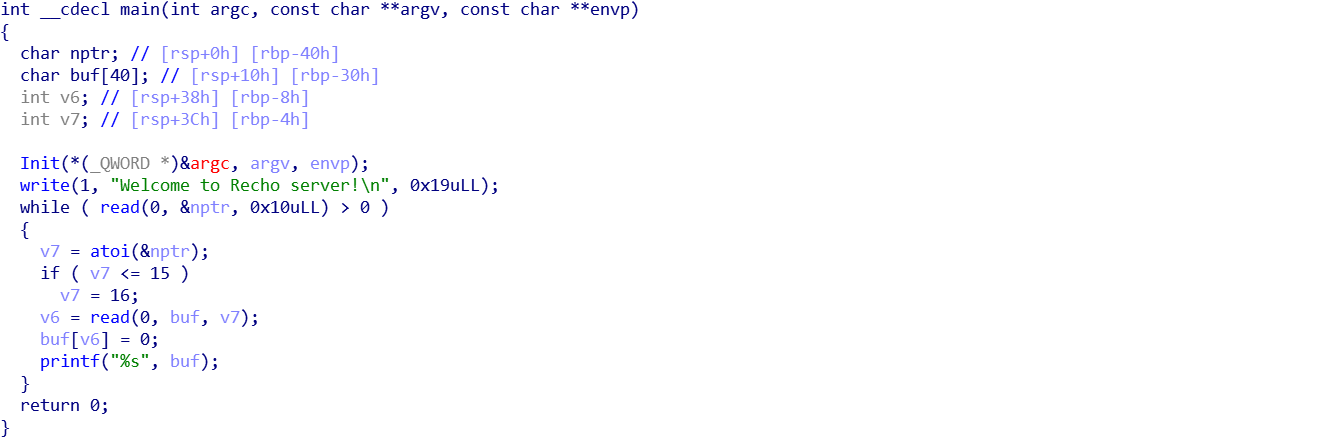 int __cdecl main(int argc, const char **argv, const char **envp)
{
  char nptr; // [rsp+0h] [rbp-40h]
  char buf[40]; // [rsp+10h] [rbp-30h]
  int v6; // [rsp+38h] [rbp-8h]
  int v7; // [rsp+3Ch] [rbp-4h]

  Init(*(_QWORD *)&argc, argv, envp);
  write(1, "Welcome to Recho server!\n", 0x19uLL);
  while ( read(0, &nptr, 0x10uLL) > 0 )
  {
    v7 = atoi(&nptr);
    if ( v7 <= 15 )
      v7 = 16;
    v6 = read(0, buf, v7);
    buf[v6] = 0;
    printf("%s", buf);
  }
  return 0;
}